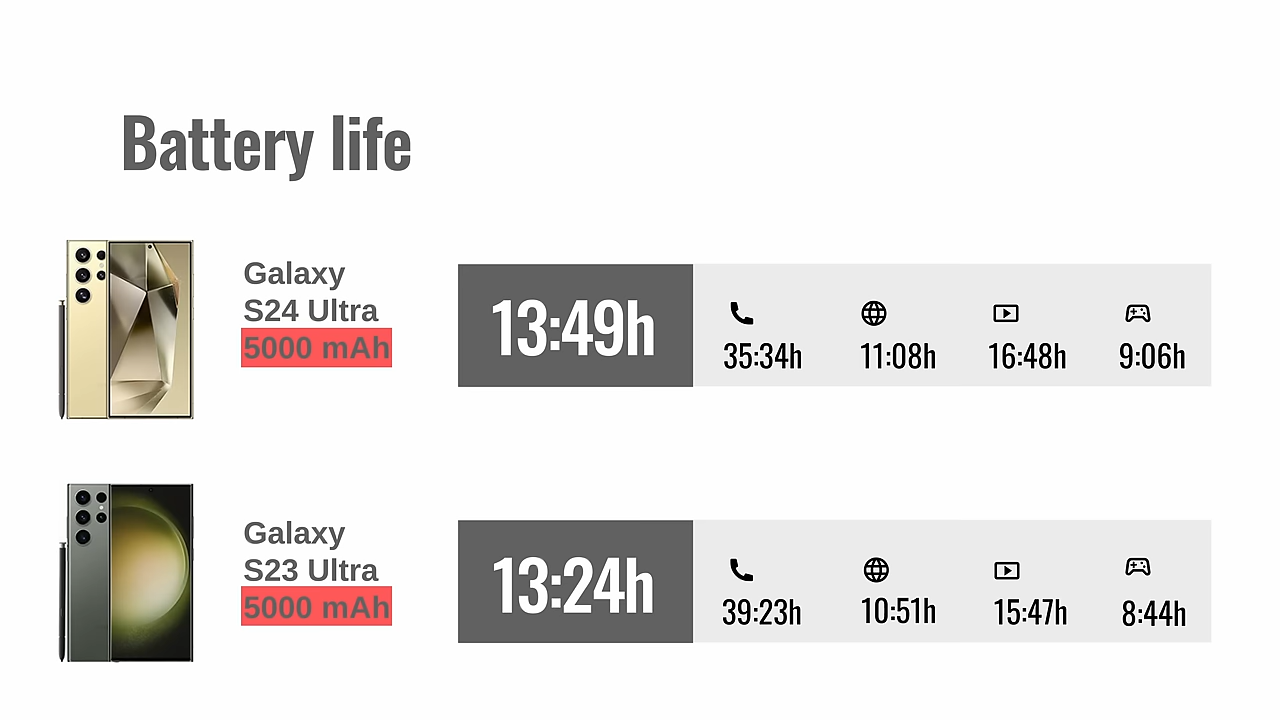 Battery life
Galaxy
S24 Ultra
5000 mAh
13:49h
35:34h 11:08h 16:48h 9:06h
Galaxy
S23 Ultra
5000 mAh
13:24h
39:23h 10:51h 15:47h 8:44h